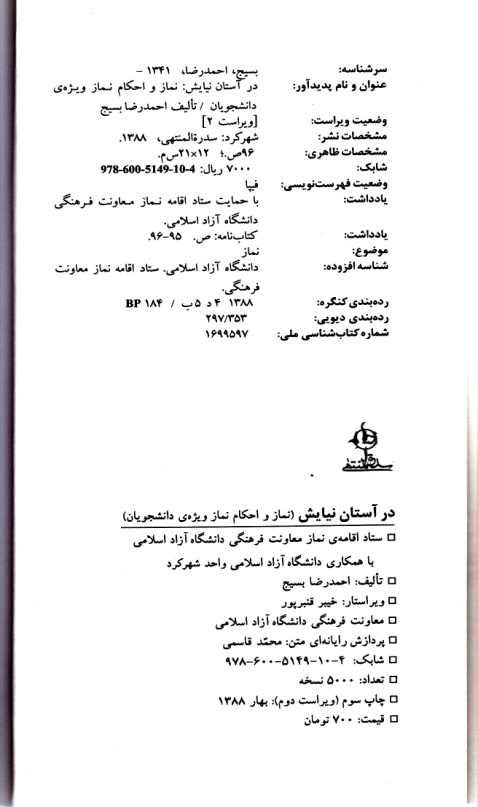 سرشناسه: بسیج، احمدرضا، ۱۳۴۱ –
عنوان و نام پدیدآور: در آستان نیایش: نماز و احکام نماز ویژه‌ی
دانشجویان / تألیف احمدرضا بسیج
وضعیت ویراست: [ویراست ۲]
مشخصات نشر: شهرکرد: سدرةالمنتهی، ۱۳۸۸.
مشخصات ظاهری: ۹۶ص.؛ ۱۲×۲۱س‌م.
شابک: ۷۰۰۰ ریال: 978-600-5149-10-4
وضعیت فهرست‌نویسی: فیپا
یادداشت: با حمایت ستاد اقامه نماز معاونت فرهنگی
دانشگاه آزاد اسلامی.
یادداشت: کتاب‌نامه: ص. ۹۵–۹۶.
موضوع: نماز
شناسه افزوده: دانشگاه آزاد اسلامی. ستاد اقامه نماز معاونت
فرهنگی.
رده‌بندی کنگره: ۱۳۸۸ ۴ د ۵ب / BP ۱۸۴
رده‌بندی دیویی: ۲۹۷/۳۵۳
شماره کتاب‌شناسی ملی: ۱۶۹۹۵۹۷
در آستان نیایش (نماز و احکام نماز ویژه‌ی دانشجویان)
□ ستاد اقامه‌ی نماز معاونت فرهنگی دانشگاه آزاد اسلامی
با همکاری دانشگاه آزاد اسلامی واحد شهرکرد
□ تألیف: احمدرضا بسیج
□ ویراستار: خیبر قنبرپور
□ معاونت فرهنگی دانشگاه آزاد اسلامی
□ پردازش رایانه‌ای متن: محمّد قاسمی
□ شابک: ۴–۱۰–۵۱۴۹–۶۰۰–۹۷۸
□ تعداد: ۵۰۰۰ نسخه
□ چاپ سوم (ویراست دوم): بهار ۱۳۸۸
□ قیمت: ۷۰۰ تومان